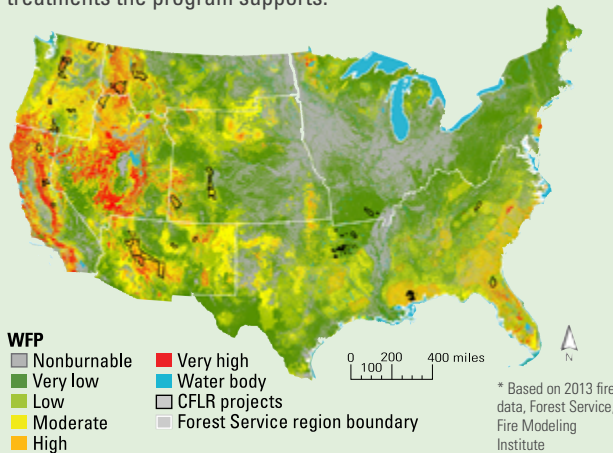 treatments the program supports.
WFP
Nonburnable
Very low
Low
Moderate
High
Very high
Water body
CFLR projects
Forest Service region boundary
0 200 400 miles
100
N
* Based on 2013 fire
data, Forest Service,
Fire Modeling
Institute